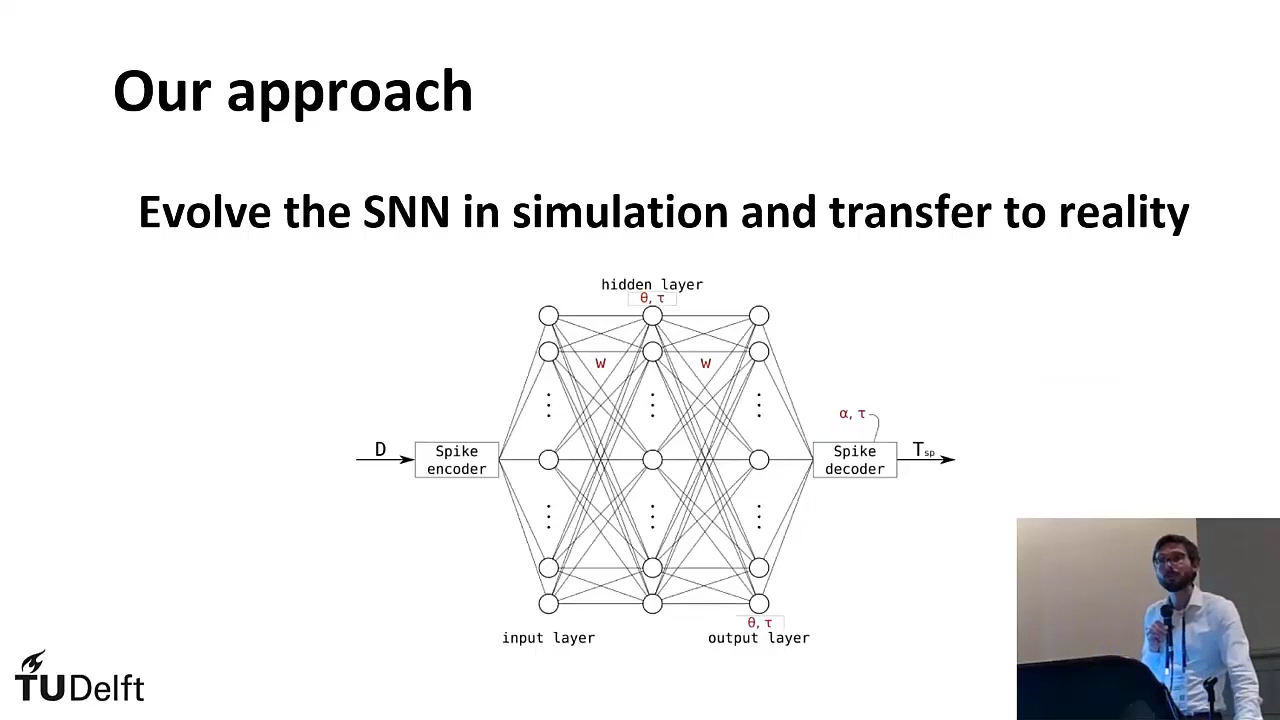 Our approach
Evolve the SNN in simulation and transfer to reality
hidden layer
θ, τ
W
W
α, τ
D
Spike
encoder
Spike
decoder
Tsp
θ, τ
input layer
output layer
TUDelft